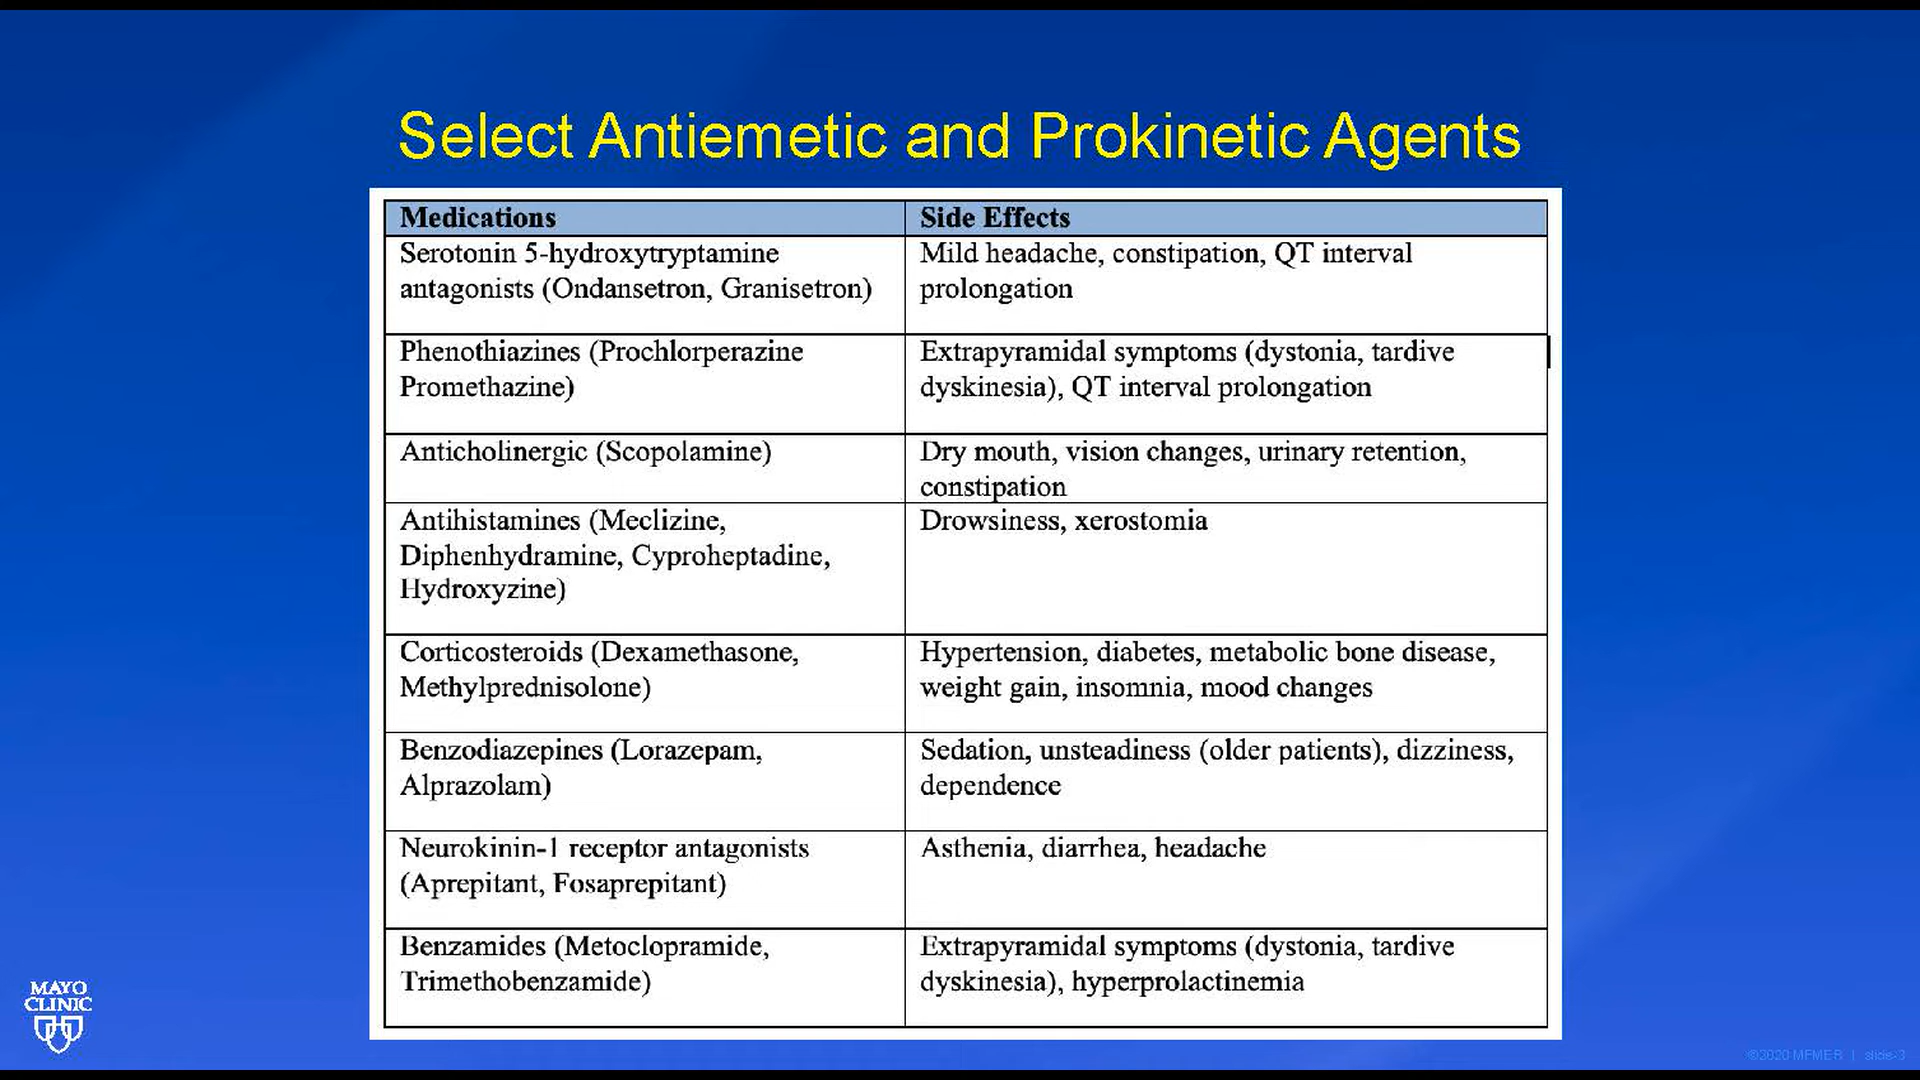 Select Antiemetic and Prokinetic Agents
Medications
Side Effects
Serotonin 5-hydroxytryptamine
antagonists (Ondansetron, Granisetron)
Mild headache, constipation, QT interval
prolongation
Phenothiazines (Prochlorperazine
Promethazine)
Extrapyramidal symptoms (dystonia, tardive
dyskinesia), QT interval prolongation
Anticholinergic (Scopolamine)
Dry mouth, vision changes, urinary retention,
constipation
Antihistamines (Meclizine,
Diphenhydramine, Cyproheptadine,
Hydroxyzine)
Drowsiness, xerostomia
Corticosteroids (Dexamethasone,
Methylprednisolone)
Hypertension, diabetes, metabolic bone disease,
weight gain, insomnia, mood changes
Benzodiazepines (Lorazepam,
Alprazolam)
Sedation, unsteadiness (older patients), dizziness,
dependence
Neurokinin-1 receptor antagonists
(Aprepitant, Fosaprepitant)
Asthenia, diarrhea, headache
Benzamides (Metoclopramide,
Trimethobenzamide)
Extrapyramidal symptoms (dystonia, tardive
dyskinesia), hyperprolactinemia
MAYO
CLINIC
©2020 MFMER | slide-3